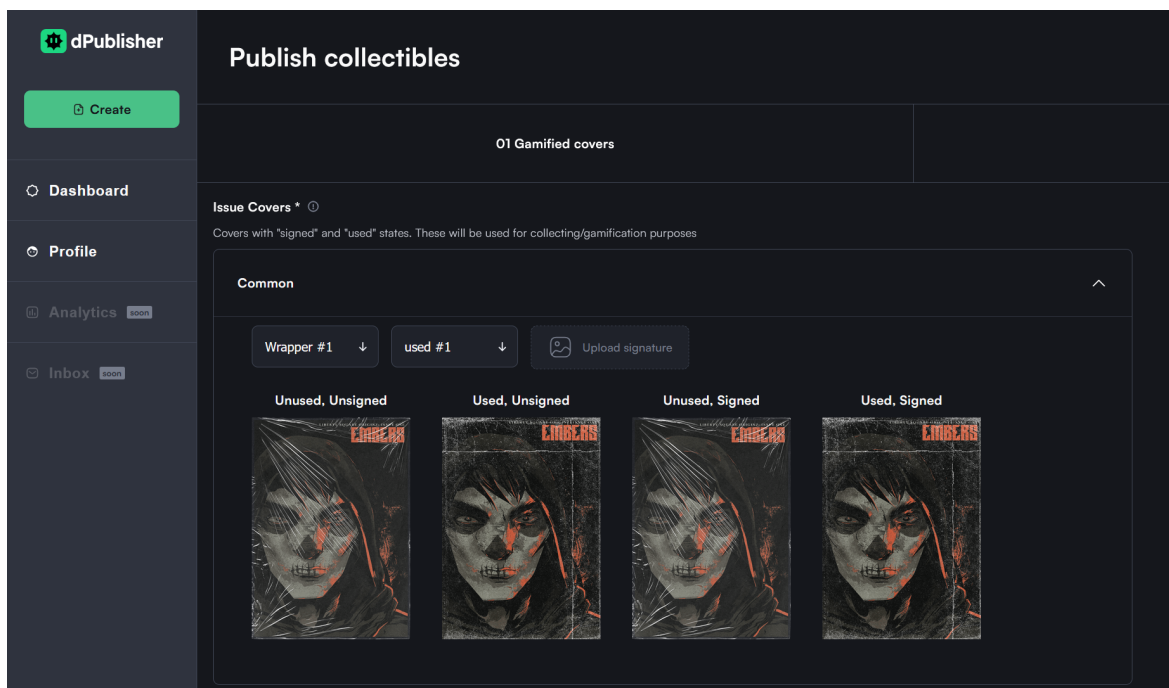 dPublisher
Create
Dashboard
Profile
Analytics soon
Inbox soon
Publish collectibles
01 Gamified covers
Issue Covers *
Covers with "signed" and "used" states. These will be used for collecting/gamification purposes
Common
Wrapper #1
used #1
Upload signature
Unused, Unsigned
Used, Unsigned
Unused, Signed
Used, Signed
EMBERS
EMBERS
EMBERS
EMBERS